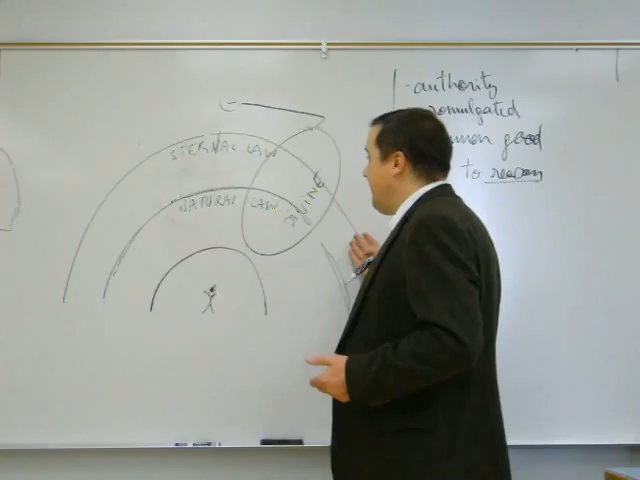 authority
promulgated
good
to reason
ETERNAL LAW
NATURAL LAW
DIVINE